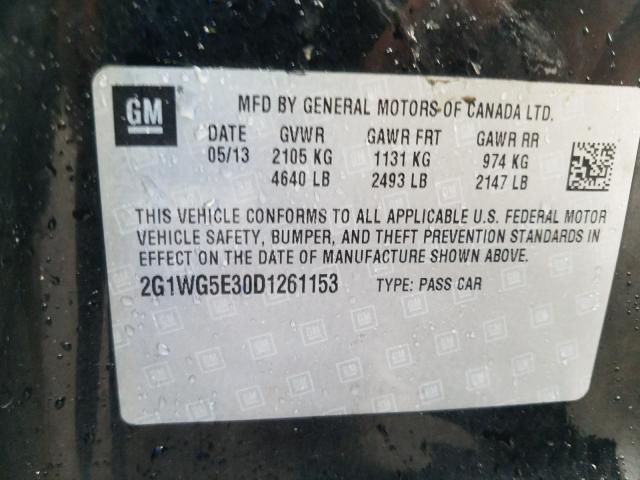 GM
MFD BY GENERAL MOTORS OF CANADA LTD.
DATE GVWR GAWR FRT GAWR RR
05/13 2105 KG 1131 KG 974 KG
4640 LB 2493 LB 2147 LB
THIS VEHICLE CONFORMS TO ALL APPLICABLE U.S. FEDERAL MOTOR
VEHICLE SAFETY, BUMPER, AND THEFT PREVENTION STANDARDS IN
EFFECT ON THE DATE OF MANUFACTURE SHOWN ABOVE.
2G1WG5E30D1261153 TYPE: PASS CAR